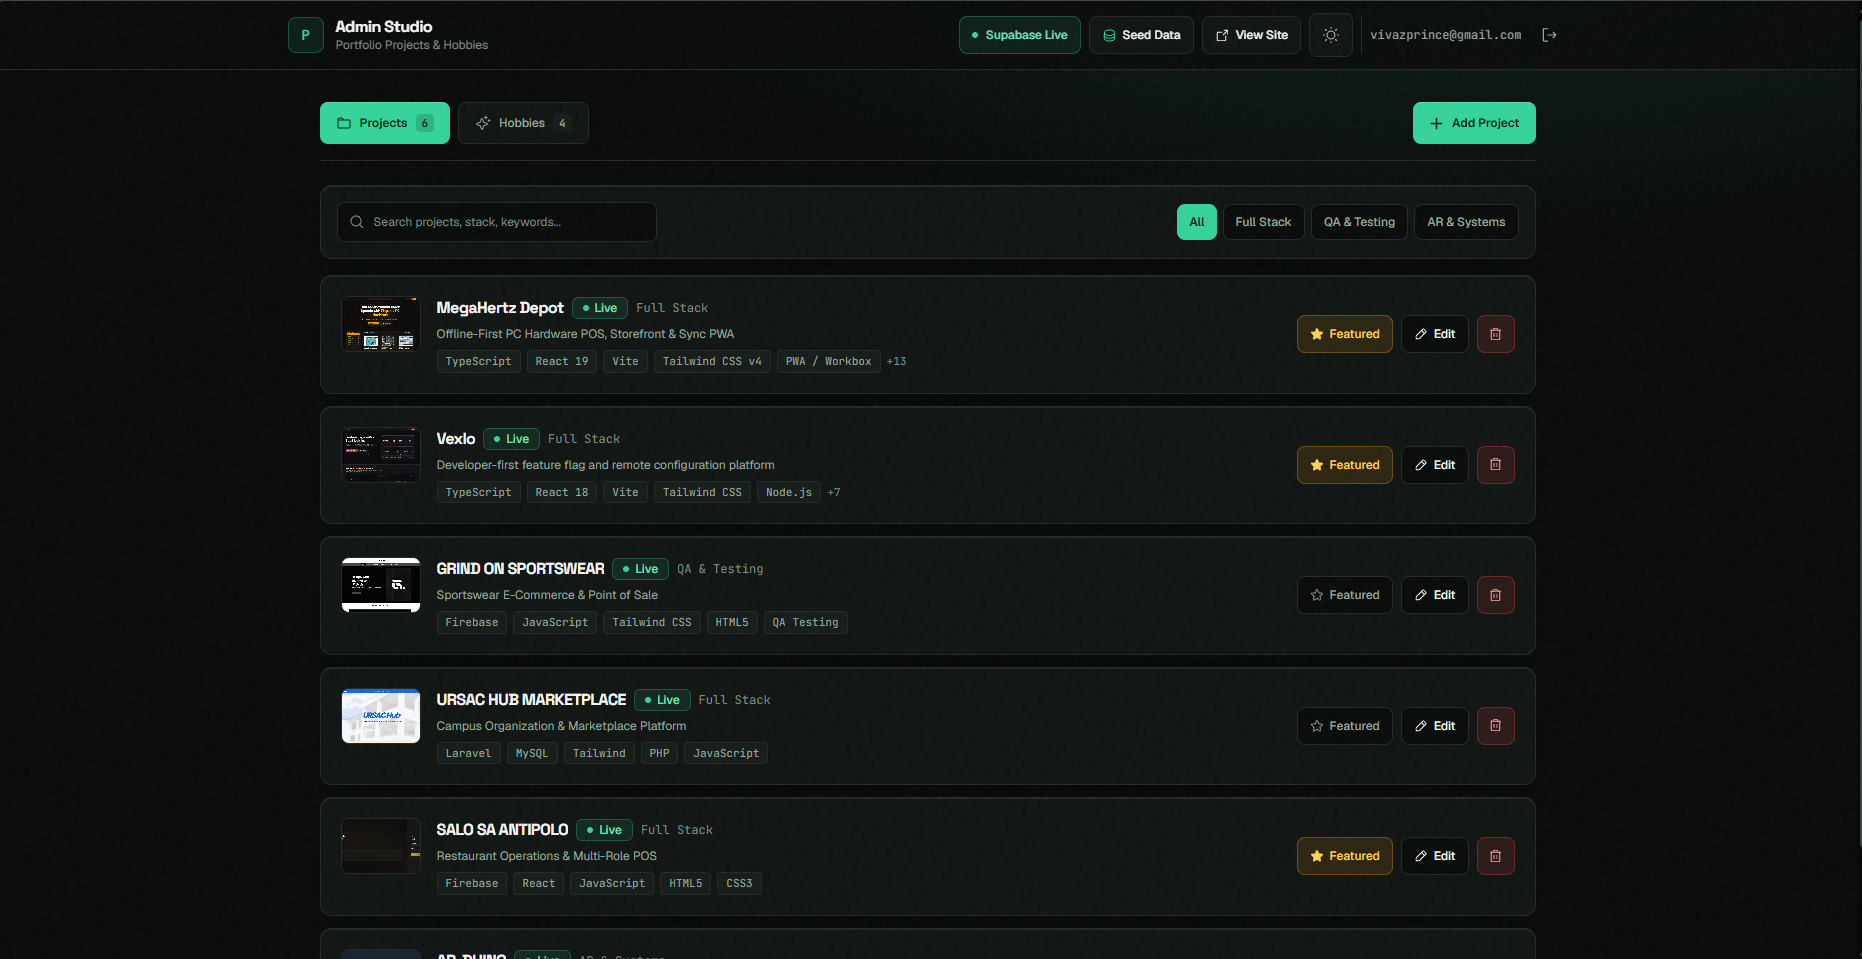 P
Admin Studio
Portfolio Projects & Hobbies
Supabase Live
Seed Data
View Site
vivazprince@gmail.com
Projects 6
Hobbies 4
Add Project
Search projects, stack, keywords...
All
Full Stack
QA & Testing
AR & Systems
MegaHertz Depot Live Full Stack
Offline-First PC Hardware POS, Storefront & Sync PWA
TypeScript React 19 Vite Tailwind CSS v4 PWA / Workbox +13
Featured Edit
Vexlo Live Full Stack
Developer-first feature flag and remote configuration platform
TypeScript React 18 Vite Tailwind CSS Node.js +7
Featured Edit
GRIND ON SPORTSWEAR Live QA & Testing
Sportswear E-Commerce & Point of Sale
Firebase JavaScript Tailwind CSS HTML5 QA Testing
Featured Edit
URSAC Hub
URSAC HUB MARKETPLACE Live Full Stack
Campus Organization & Marketplace Platform
Laravel MySQL Tailwind PHP JavaScript
Featured Edit
SALO SA ANTIPOLO Live Full Stack
Restaurant Operations & Multi-Role POS
Firebase React JavaScript HTML5 CSS3
Featured Edit